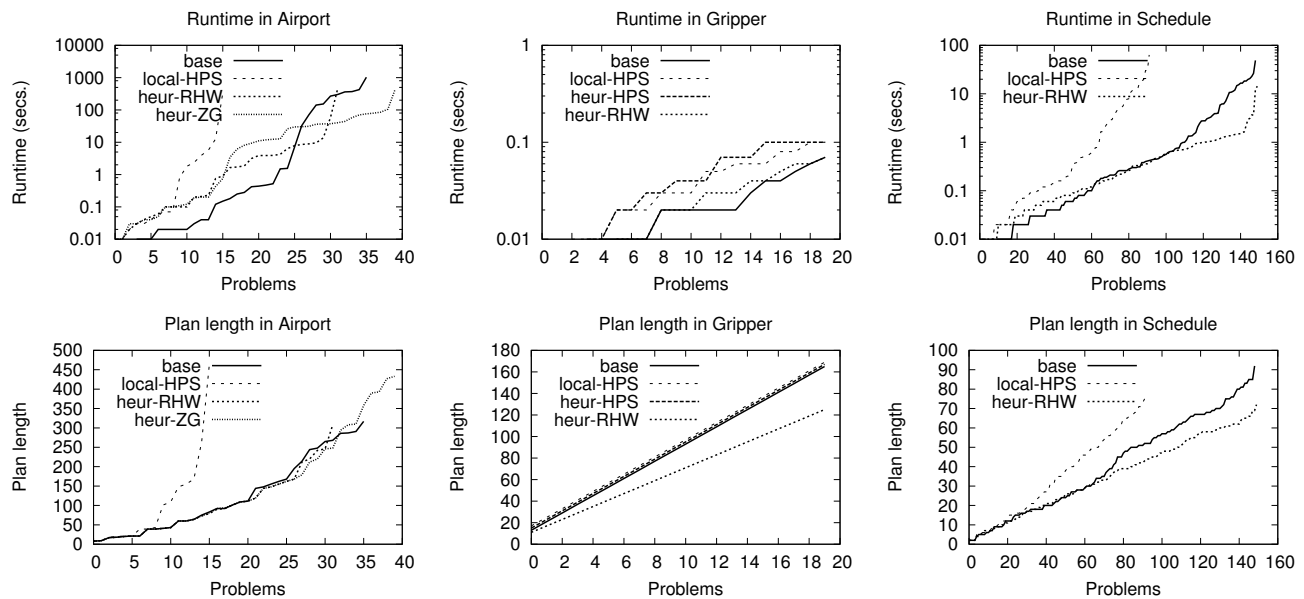 Runtime in Airport
Runtime (secs.)
10000
1000
100
10
1
0.1
0.01
base
local-HPS
heur-RHW
heur-ZG
0 5 10 15 20 25 30 35 40
Problems
Runtime in Gripper
Runtime (secs.)
1
0.1
0.01
base
local-HPS
heur-HPS
heur-RHW
0 2 4 6 8 10 12 14 16 18 20
Problems
Runtime in Schedule
Runtime (secs.)
100
10
1
0.1
0.01
base
local-HPS
heur-RHW
0 20 40 60 80 100 120 140 160
Problems
Plan length in Airport
Plan length
500
450
400
350
300
250
200
150
100
50
0
base
local-HPS
heur-RHW
heur-ZG
0 5 10 15 20 25 30 35 40
Problems
Plan length in Gripper
Plan length
180
160
140
120
100
80
60
40
20
0
base
local-HPS
heur-HPS
heur-RHW
0 2 4 6 8 10 12 14 16 18 20
Problems
Plan length in Schedule
Plan length
100
90
80
70
60
50
40
30
20
10
0
base
local-HPS
heur-RHW
0 20 40 60 80 100 120 140 160
Problems